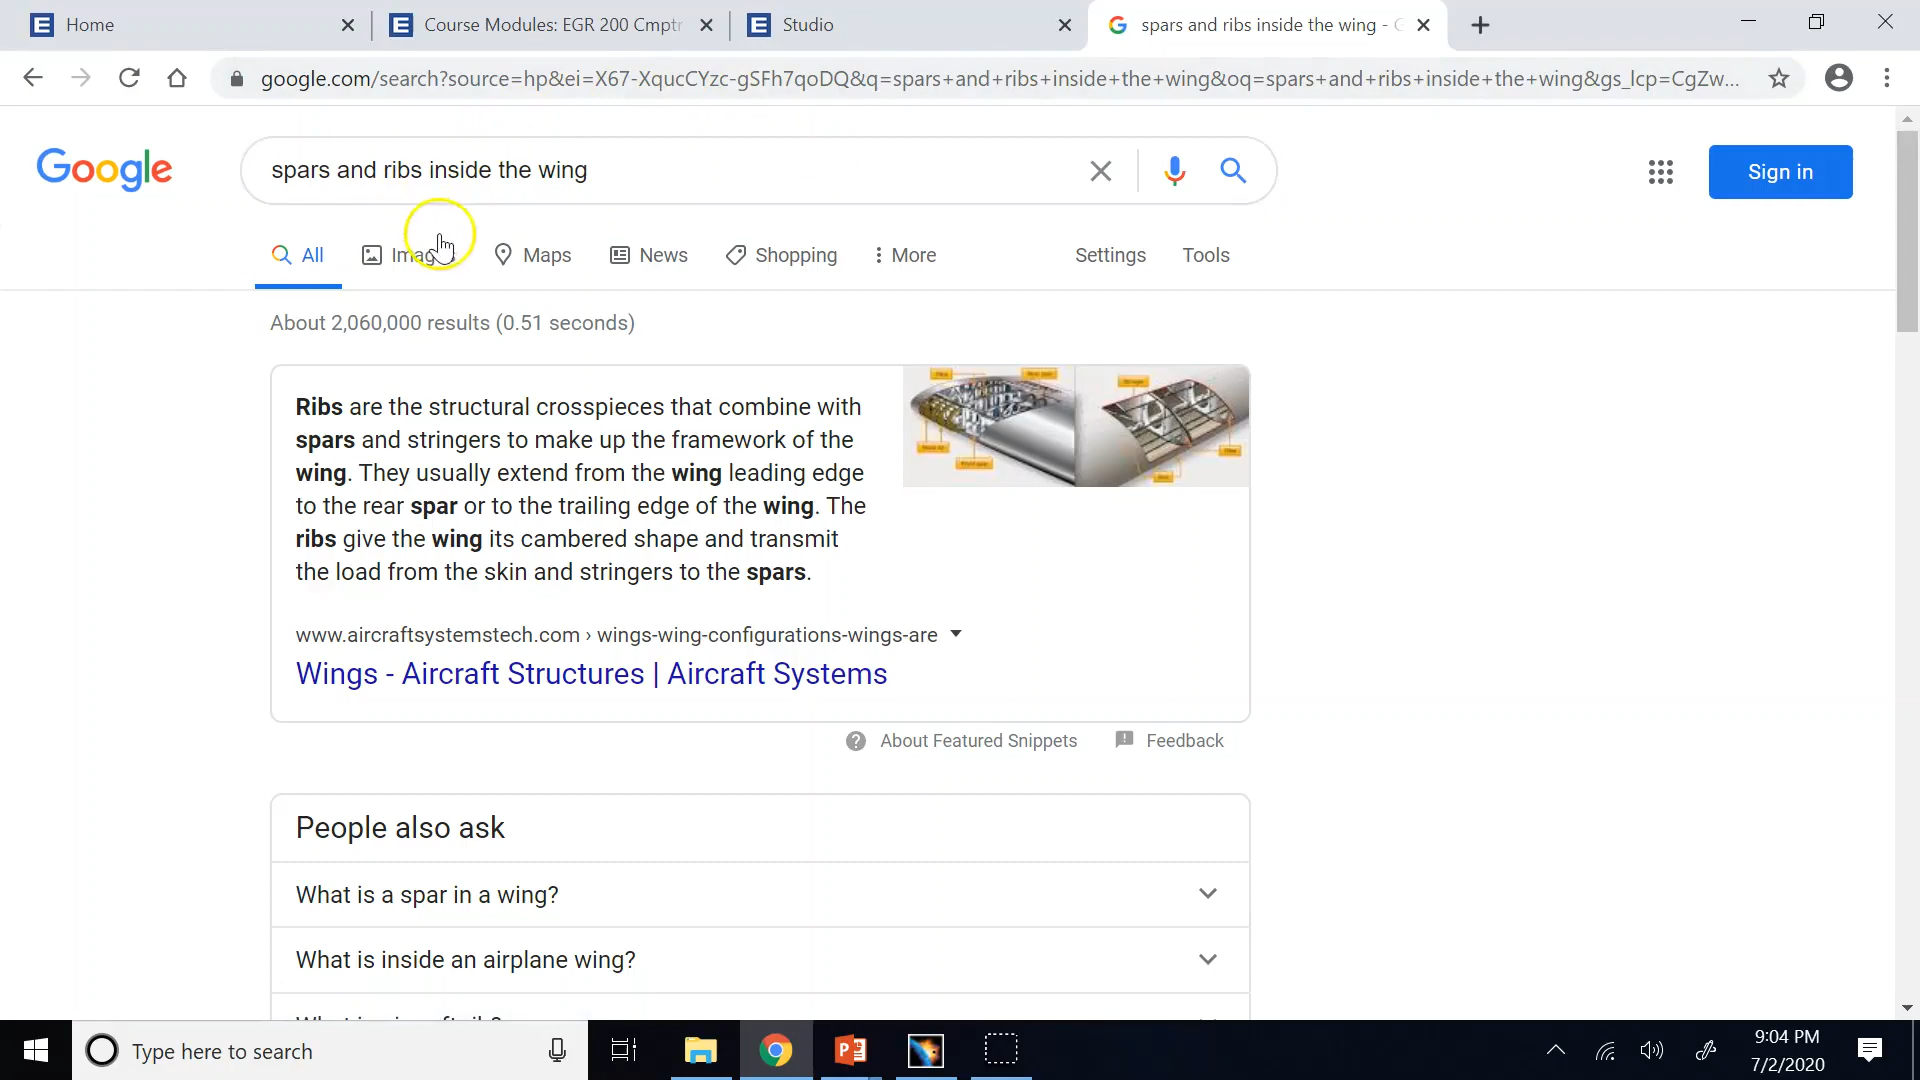 Home
Course Modules: EGR 200 Cmptr
Studio
spars and ribs inside the wing - G
google.com/search?source=hp&ei=X67-XqucCYzc-gSFh7qoDQ&q=spars+and+ribs+inside+the+wing&oq=spars+and+ribs+inside+the+wing&gs_lcp=CgZw...
Google
spars and ribs inside the wing
Sign in
All
Images
Maps
News
Shopping
More
Settings
Tools
About 2,060,000 results (0.51 seconds)
Ribs are the structural crosspieces that combine with
spars and stringers to make up the framework of the
wing. They usually extend from the wing leading edge
to the rear spar or to the trailing edge of the wing. The
ribs give the wing its cambered shape and transmit
the load from the skin and stringers to the spars.
www.aircraftsystemstech.com › wings-wing-configurations-wings-are
Wings - Aircraft Structures | Aircraft Systems
About Featured Snippets
Feedback
People also ask
What is a spar in a wing?
What is inside an airplane wing?
Type here to search
9:04 PM
7/2/2020